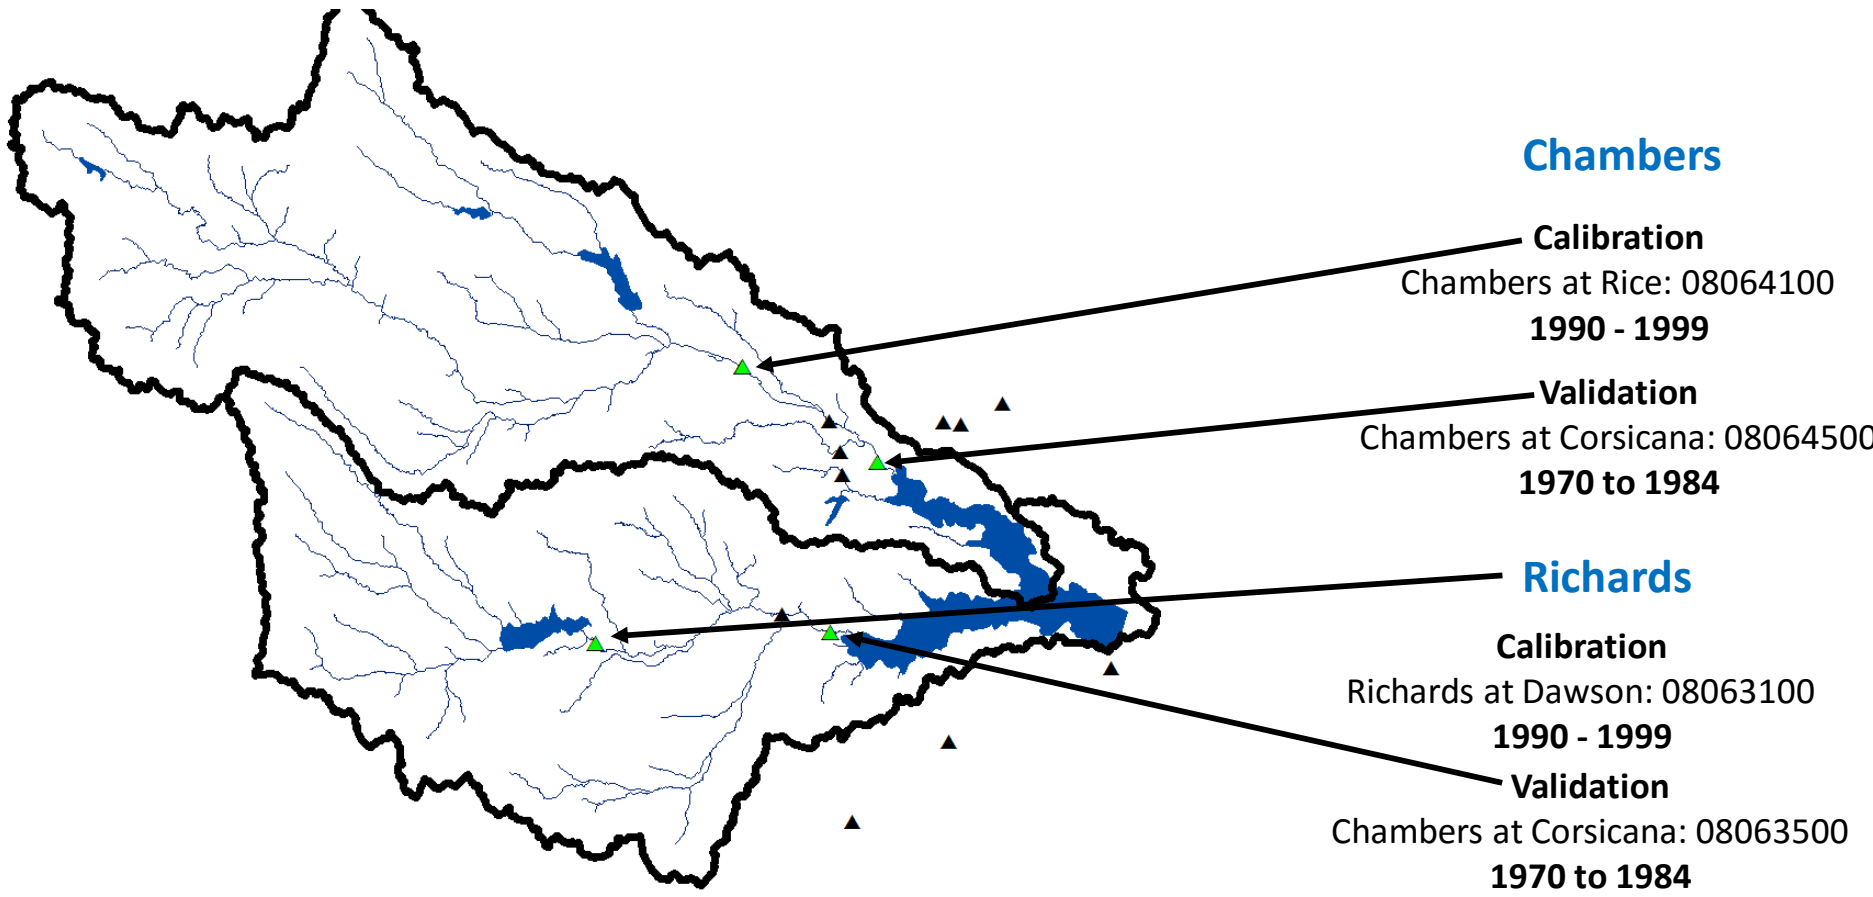 Chambers
Calibration
Chambers at Rice: 08064100
1990 - 1999
Validation
Chambers at Corsicana: 08064500
1970 to 1984
Richards
Calibration
Richards at Dawson: 08063100
1990 - 1999
Validation
Chambers at Corsicana: 08063500
1970 to 1984